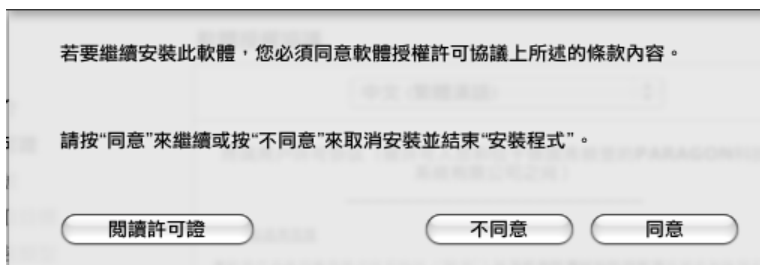 若要繼續安裝此軟體，您必須同意軟體授權許可協議上所述的條款內容。
請按“同意”來繼續或按“不同意”來取消安裝並結束“安裝程式”。
閱讀許可證
不同意
同意